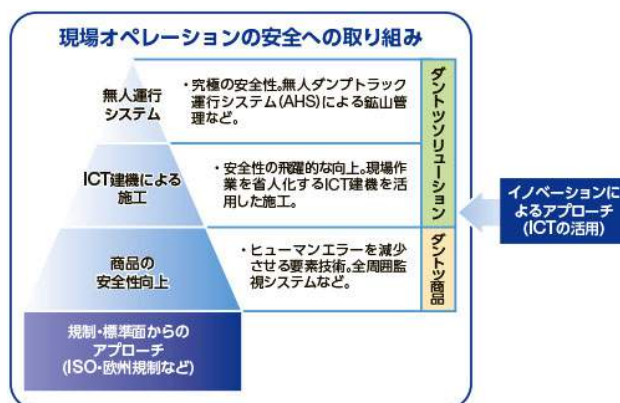 現場オペレーションの安全への取り組み
無人運行
システム
・究極の安全性。無人ダンプトラック
運行システム(AHS)による鉱山管
理など。
ICT建機による
施工
・安全性の飛躍的な向上。現場作
業を省人化するICT建機を活
用した施工。
商品の
安全性向上
・ヒューマンエラーを減少
させる要素技術。全周囲監
視システムなど。
規制・標準面からの
アプローチ
(ISO・欧州規制など)
ダントツソリューション
ダントツ商品
イノベーションに
よるアプローチ
(ICTの活用)